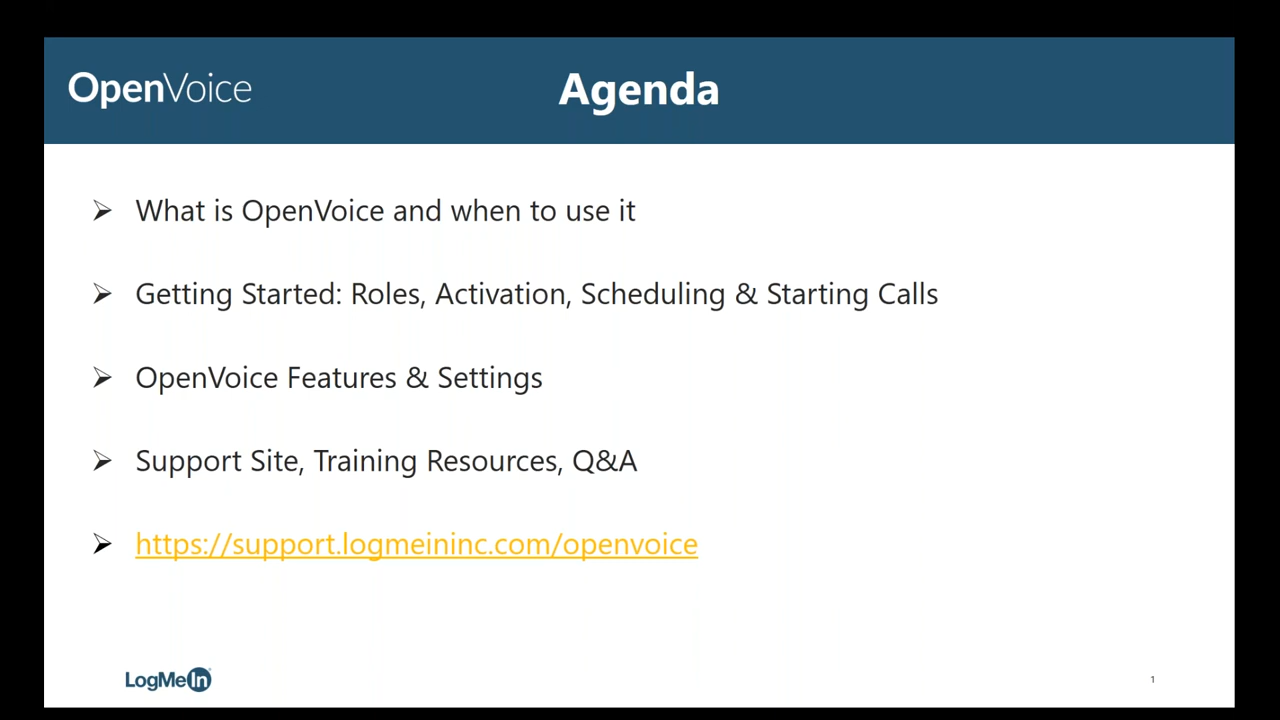 OpenVoice
Agenda
What is OpenVoice and when to use it
Getting Started: Roles, Activation, Scheduling & Starting Calls
OpenVoice Features & Settings
Support Site, Training Resources, Q&A
https://support.logmeininc.com/openvoice
LogMeIn
1